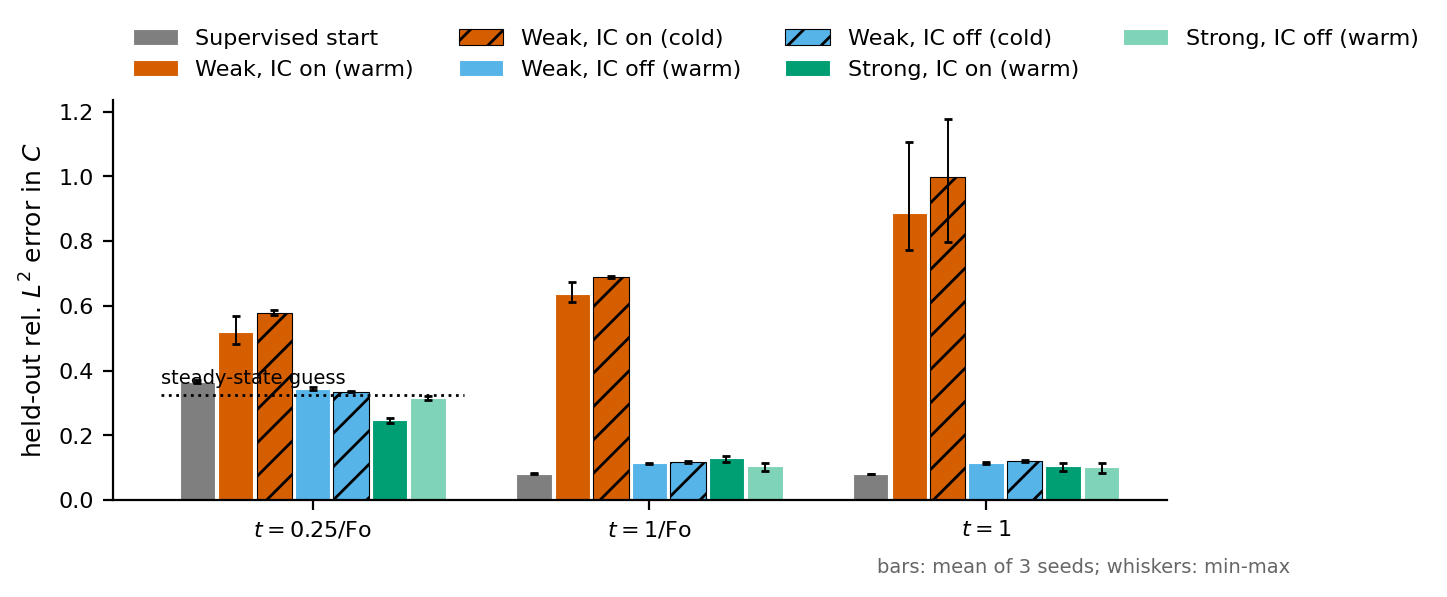 Supervised start
Weak, IC on (warm)
Weak, IC on (cold)
Weak, IC off (warm)
Weak, IC off (cold)
Strong, IC on (warm)
Strong, IC off (warm)
held-out rel. L² error in C
1.2
1.0
0.8
0.6
0.4
0.2
0.0
steady-state guess
t = 0.25/Fo
t = 1/Fo
t = 1
bars: mean of 3 seeds; whiskers: min-max